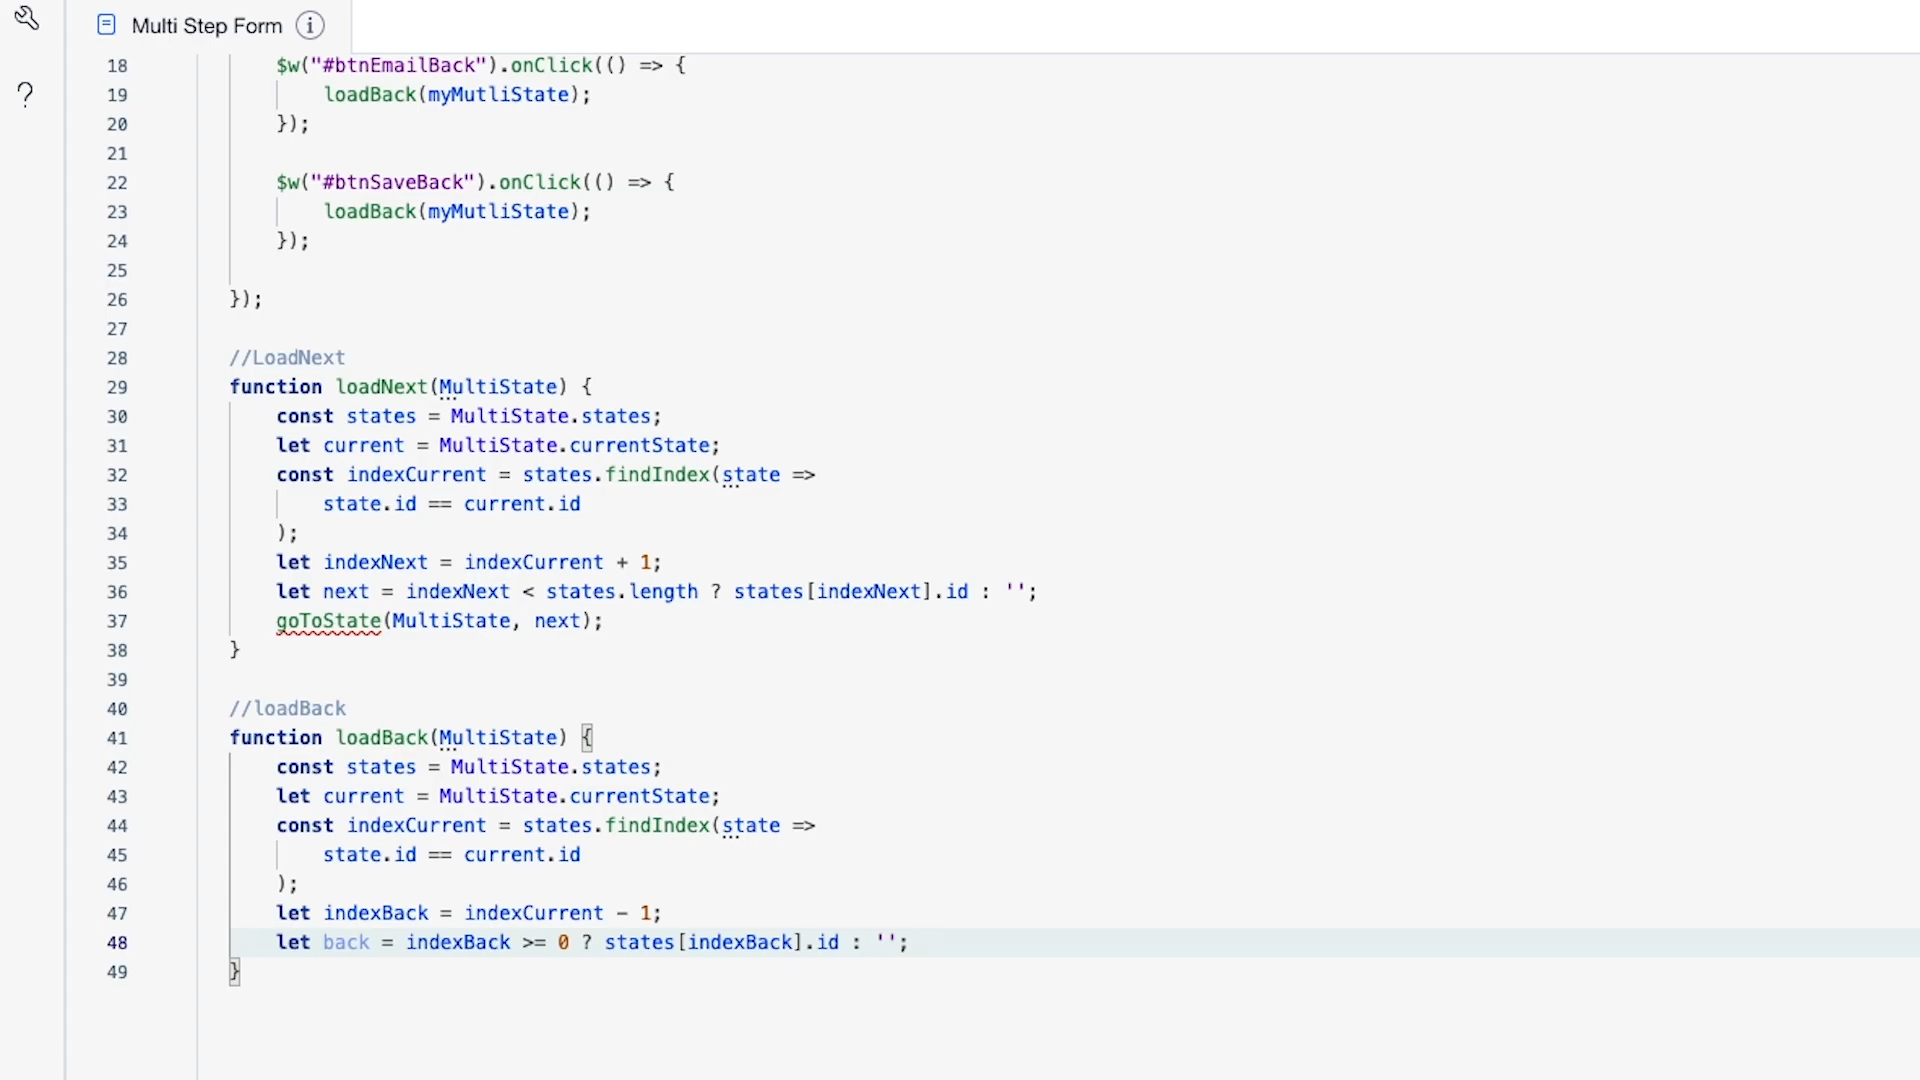 Multi Step Form
18 $w("#btnEmailBack").onClick(() => {
19 loadBack(myMutliState);
20 });
21
22 $w("#btnSaveBack").onClick(() => {
23 loadBack(myMutliState);
24 });
25
26 });
27
28 //LoadNext
29 function loadNext(MultiState) {
30 const states = MultiState.states;
31 let current = MultiState.currentState;
32 const indexCurrent = states.findIndex(state =>
33 state.id == current.id
34 );
35 let indexNext = indexCurrent + 1;
36 let next = indexNext < states.length ? states[indexNext].id : '';
37 goToState(MultiState, next);
38 }
39
40 //loadBack
41 function loadBack(MultiState) {
42 const states = MultiState.states;
43 let current = MultiState.currentState;
44 const indexCurrent = states.findIndex(state =>
45 state.id == current.id
46 );
47 let indexBack = indexCurrent - 1;
48 let back = indexBack >= 0 ? states[indexBack].id : '';
49 }